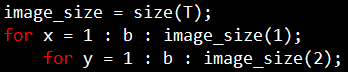 image_size = size(T);
for x = 1 : b : image_size(1);
    for y = 1 : b : image_size(2);